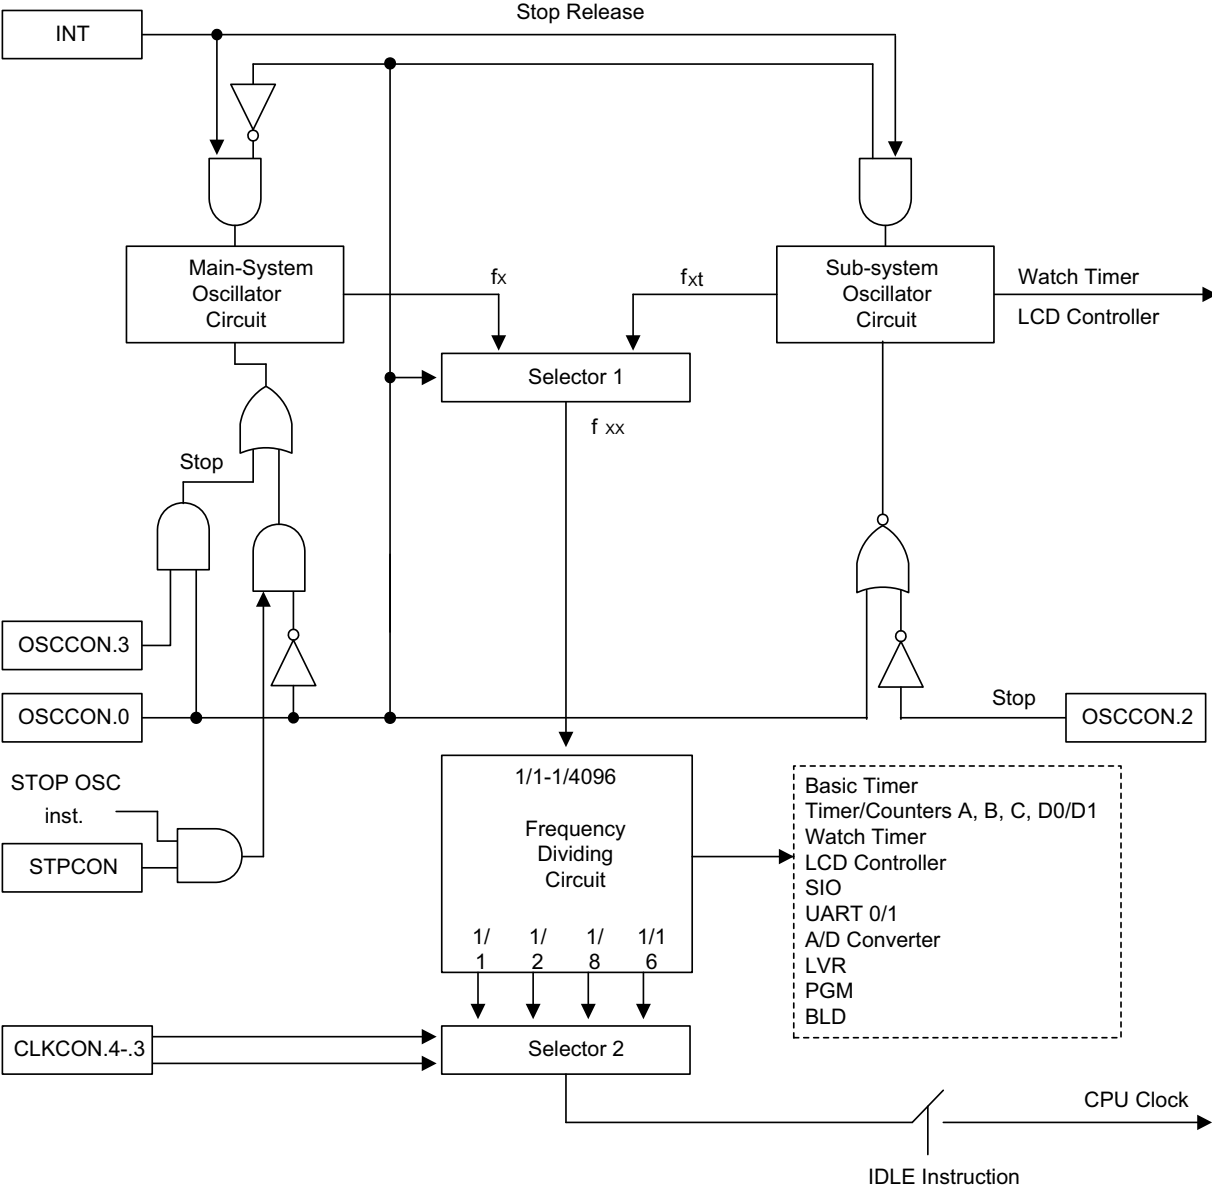 Stop Release
INT
Main-System
Oscillator
Circuit
fx
fxt
Sub-system
Oscillator
Circuit
Watch Timer
LCD Controller
Selector 1
f xx
Stop
OSCCON.3
OSCCON.0
Stop
OSCCON.2
STOP OSC
inst.
STPCON
1/1-1/4096
Frequency
Dividing
Circuit
1/ 1/ 1/ 1/1
1 2 8 6
Basic Timer
Timer/Counters A, B, C, D0/D1
Watch Timer
LCD Controller
SIO
UART 0/1
A/D Converter
LVR
PGM
BLD
CLKCON.4-.3
Selector 2
CPU Clock
IDLE Instruction